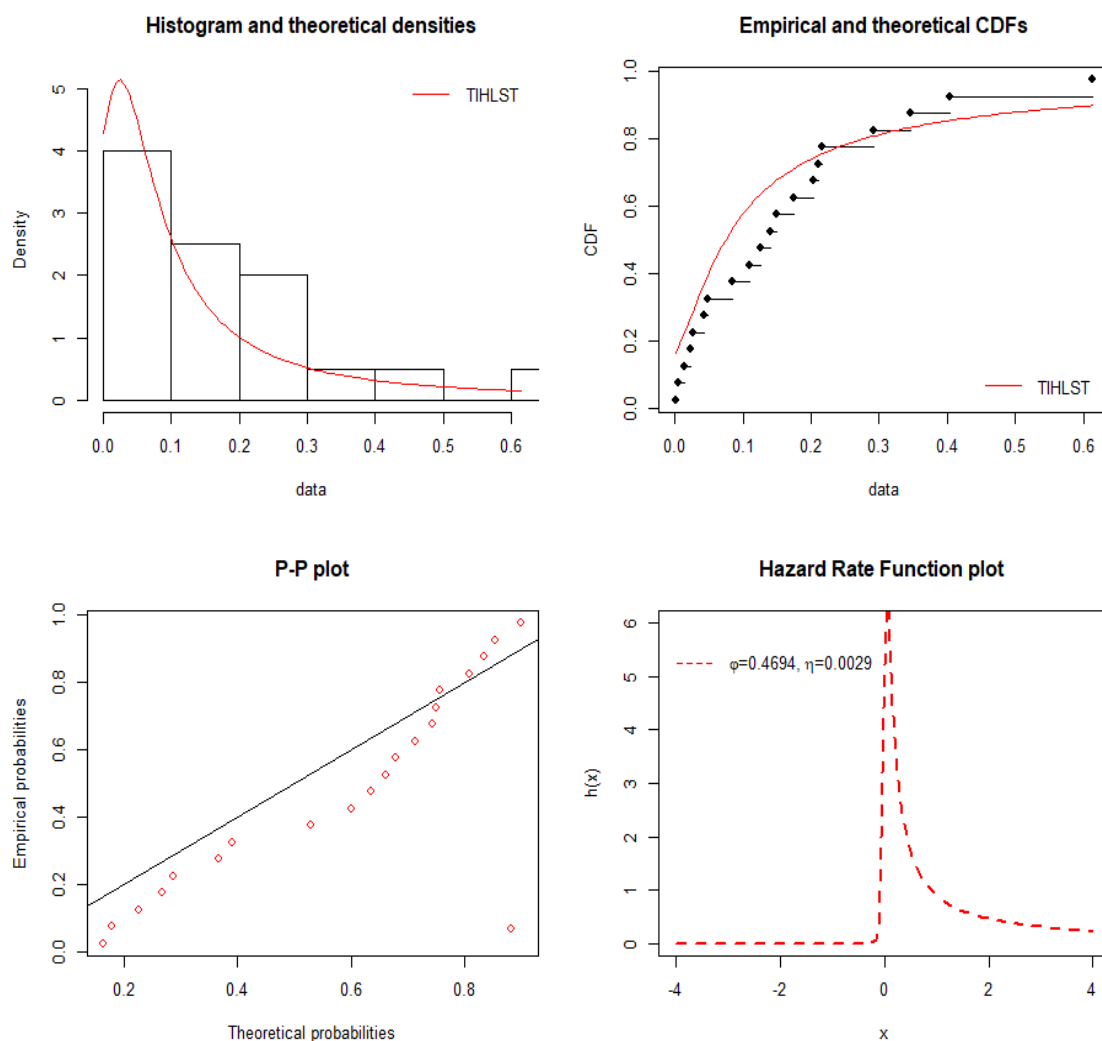 Histogram and theoretical densities
TIHLST
Density
0 1 2 3 4 5
0.0 0.1 0.2 0.3 0.4 0.5 0.6
data
Empirical and theoretical CDFs
CDF
0.0 0.2 0.4 0.6 0.8 1.0
TIHLST
0.0 0.1 0.2 0.3 0.4 0.5 0.6
data
P-P plot
Empirical probabilities
0.0 0.2 0.4 0.6 0.8 1.0
0.2 0.4 0.6 0.8
Theoretical probabilities
Hazard Rate Function plot
φ=0.4694, η=0.0029
h(x)
0 1 2 3 4 5 6
-4 -2 0 2 4
x